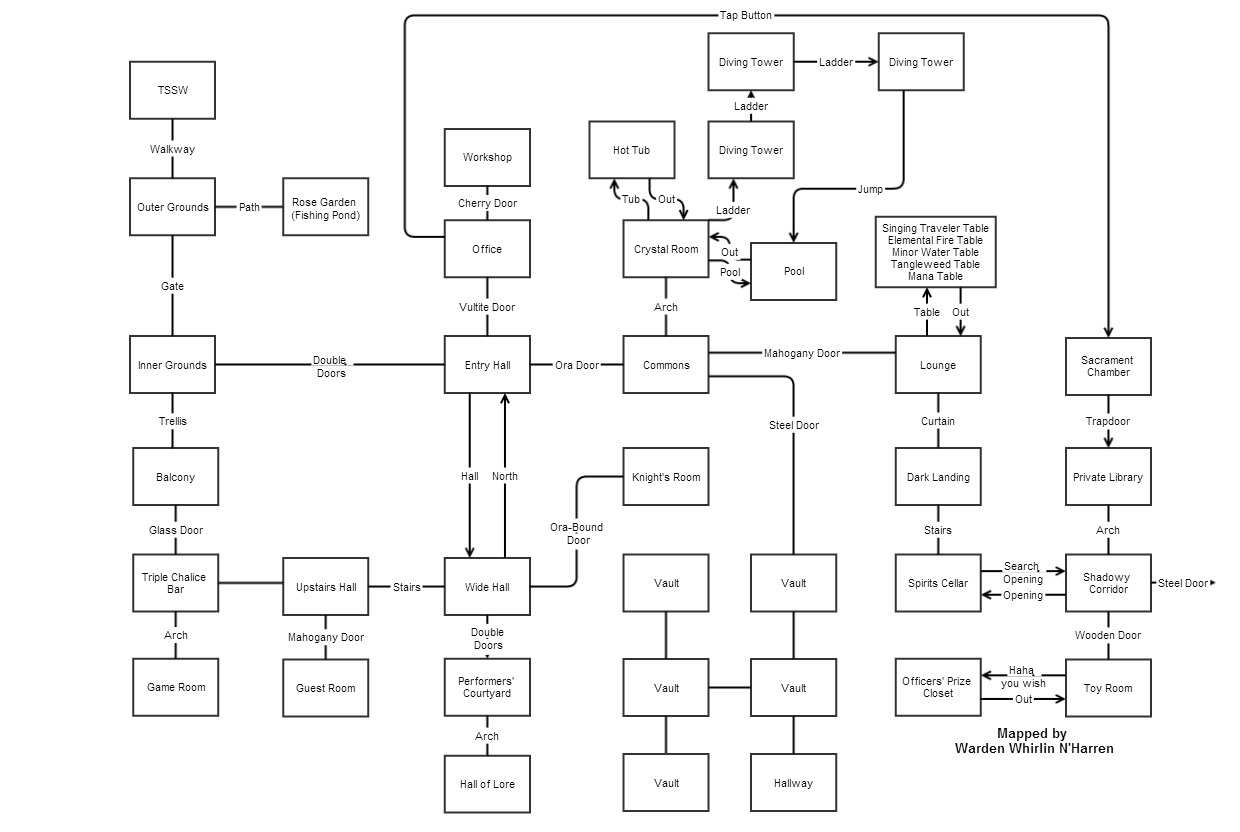 Tap Button
Diving Tower
Ladder
Diving Tower
TSSW
Ladder
Walkway
Workshop
Hot Tub
Diving Tower
Cherry Door
Tub
Out
Ladder
Jump
Outer Grounds
Path
Rose Garden
(Fishing Pond)
Office
Crystal Room
Out
Pool
Pool
Singing Traveler Table
Elemental Fire Table
Minor Water Table
Tangleweed Table
Mana Table
Gate
Vultite Door
Arch
Table
Out
Inner Grounds
Double
Doors
Entry Hall
Ora Door
Commons
Mahogany Door
Lounge
Sacrament
Chamber
Trellis
Steel Door
Curtain
Trapdoor
Balcony
Hall
North
Knight's Room
Dark Landing
Private Library
Glass Door
Ora-Bound
Door
Stairs
Arch
Triple Chalice
Bar
Upstairs Hall
Stairs
Wide Hall
Vault
Vault
Spirits Cellar
Search
Opening
Opening
Shadowy
Corridor
Steel Door
Arch
Mahogany Door
Double
Doors
Wooden Door
Game Room
Guest Room
Performers'
Courtyard
Vault
Vault
Officers' Prize
Closet
Haha
you wish
Out
Toy Room
Arch
Mapped by
Warden Whirlin N'Harren
Hall of Lore
Vault
Hallway